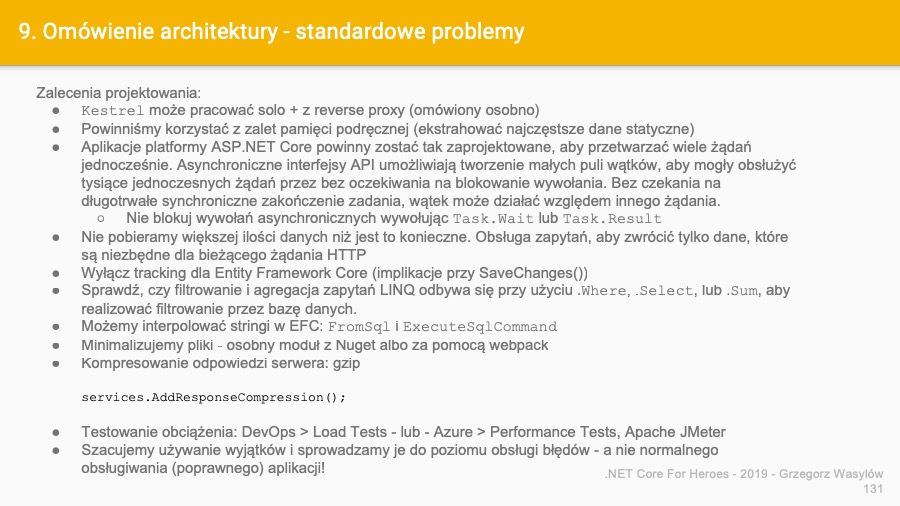 9. Omówienie architektury - standardowe problemy
Zalecenia projektowania:
● Kestrel może pracować solo + z reverse proxy (omówiony osobno)
● Powinniśmy korzystać z zalet pamięci podręcznej (ekstrahować najczęstsze dane statyczne)
● Aplikacje platformy ASP.NET Core powinny zostać tak zaprojektowane, aby przetwarzać wiele żądań
jednocześnie. Asynchroniczne interfejsy API umożliwiają tworzenie małych puli wątków, aby mogły obsłużyć
tysiące jednoczesnych żądań przez bez oczekiwania na blokowanie wywołania. Bez czekania na
długotrwałe synchroniczne zakończenie zadania, wątek może działać względem innego żądania.
○ Nie blokuj wywołań asynchronicznych wywołując Task.Wait lub Task.Result
● Nie pobieramy większej ilości danych niż jest to konieczne. Obsługa zapytań, aby zwrócić tylko dane, które
są niezbędne dla bieżącego żądania HTTP
● Wyłącz tracking dla Entity Framework Core (implikacje przy SaveChanges())
● Sprawdź, czy filtrowanie i agregacja zapytań LINQ odbywa się przy użyciu .Where, .Select, lub .Sum, aby
realizować filtrowanie przez bazę danych.
● Możemy interpolować stringi w EFC: FromSql i ExecuteSqlCommand
● Minimalizujemy pliki - osobny moduł z Nuget albo za pomocą webpack
● Kompresowanie odpowiedzi serwera: gzip
services.AddResponseCompression();
● Testowanie obciążenia: DevOps > Load Tests - lub - Azure > Performance Tests, Apache JMeter
● Szacujemy używanie wyjątków i sprowadzamy je do poziomu obsługi błędów - a nie normalnego
obsługiwania (poprawnego) aplikacji!
.NET Core For Heroes - 2019 - Grzegorz Wasylów
131